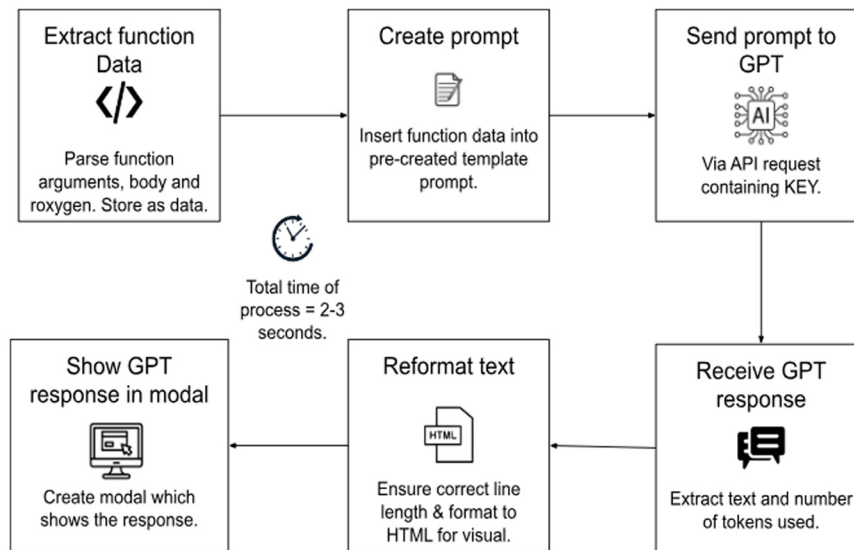 Extract function
Data
Parse function
arguments, body and
roxygen. Store as data.
Create prompt
Insert function data into
pre-created template
prompt.
Send prompt to
GPT
AI
Via API request
containing KEY.
Total time of
process = 2-3
seconds.
Receive GPT
response
Extract text and number
of tokens used.
Reformat text
HTML
Ensure correct line
length & format to
HTML for visual.
Show GPT
response in modal
Create modal which
shows the response.